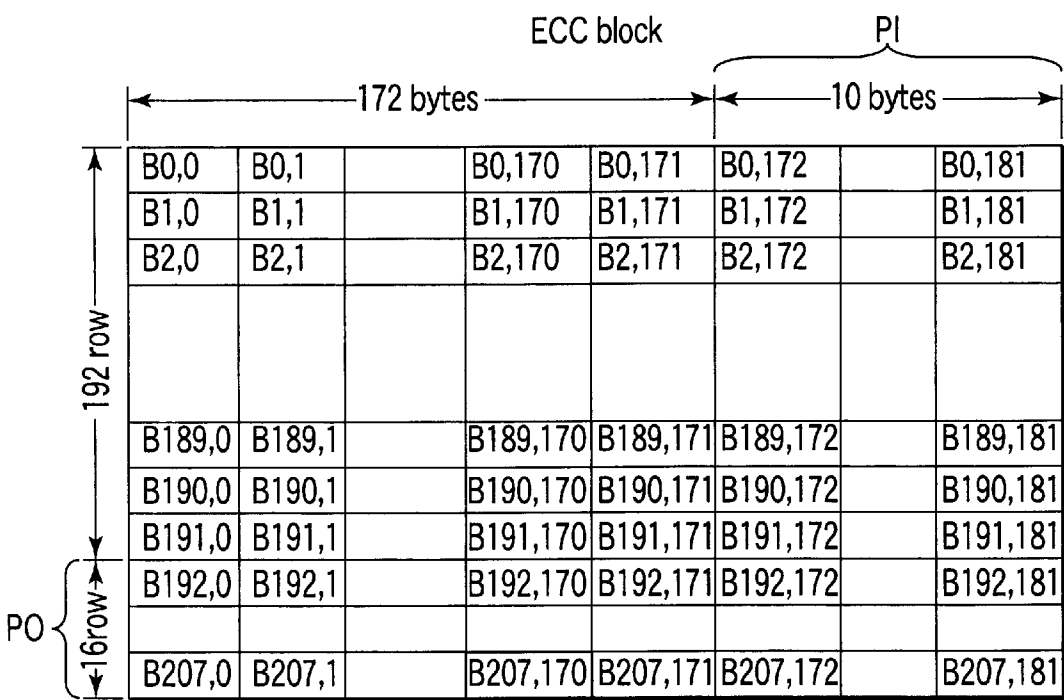 ECC block PI
172 bytes 10 bytes
B0,0 B0,1 B0,170 B0,171 B0,172 B0,181
B1,0 B1,1 B1,170 B1,171 B1,172 B1,181
B2,0 B2,1 B2,170 B2,171 B2,172 B2,181
192 row
B189,0 B189,1 B189,170 B189,171 B189,172 B189,181
B190,0 B190,1 B190,170 B190,171 B190,172 B190,181
B191,0 B191,1 B191,170 B191,171 B191,172 B191,181
B192,0 B192,1 B192,170 B192,171 B192,172 B192,181
PO 16row
B207,0 B207,1 B207,170 B207,171 B207,172 B207,181